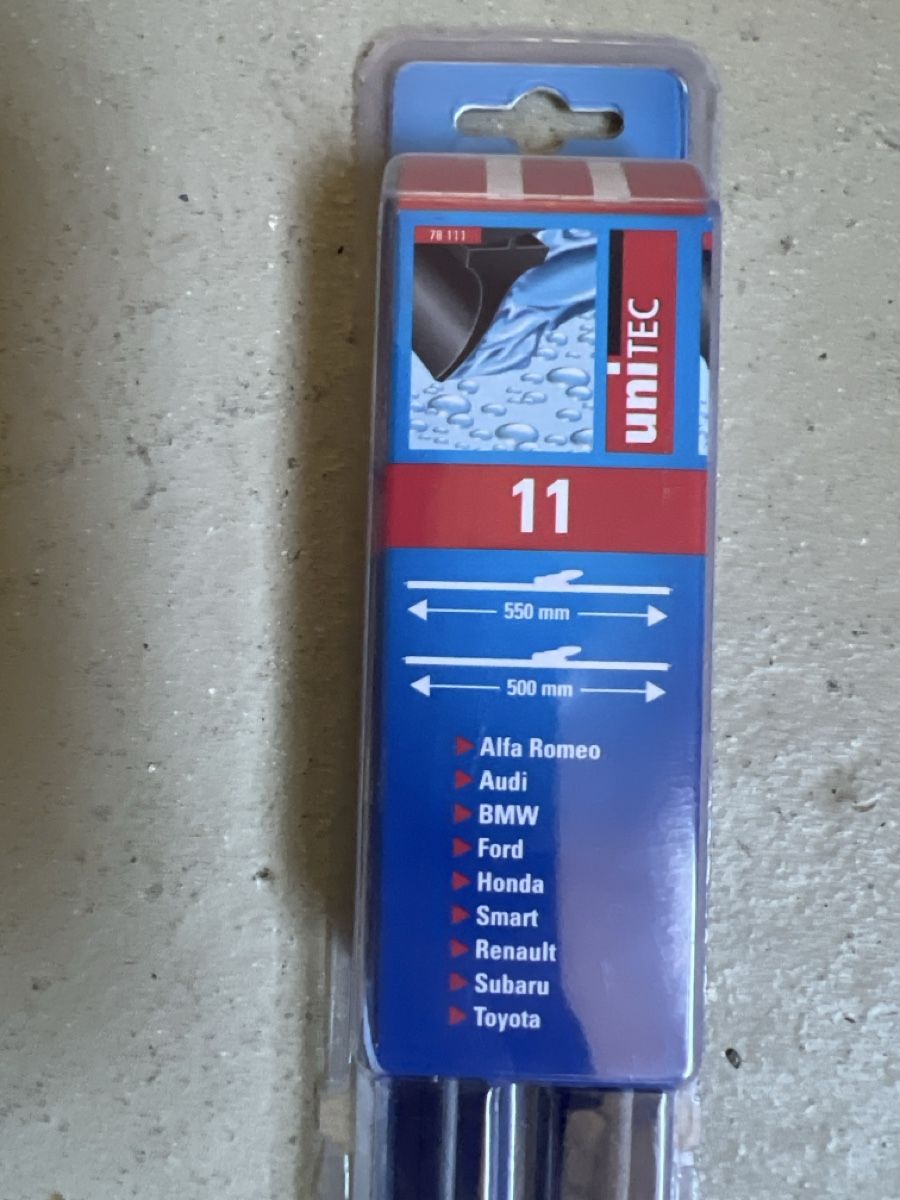 78 111
uniTEC
11
550 mm
500 mm
Alfa Romeo
Audi
BMW
Ford
Honda
Smart
Renault
Subaru
Toyota